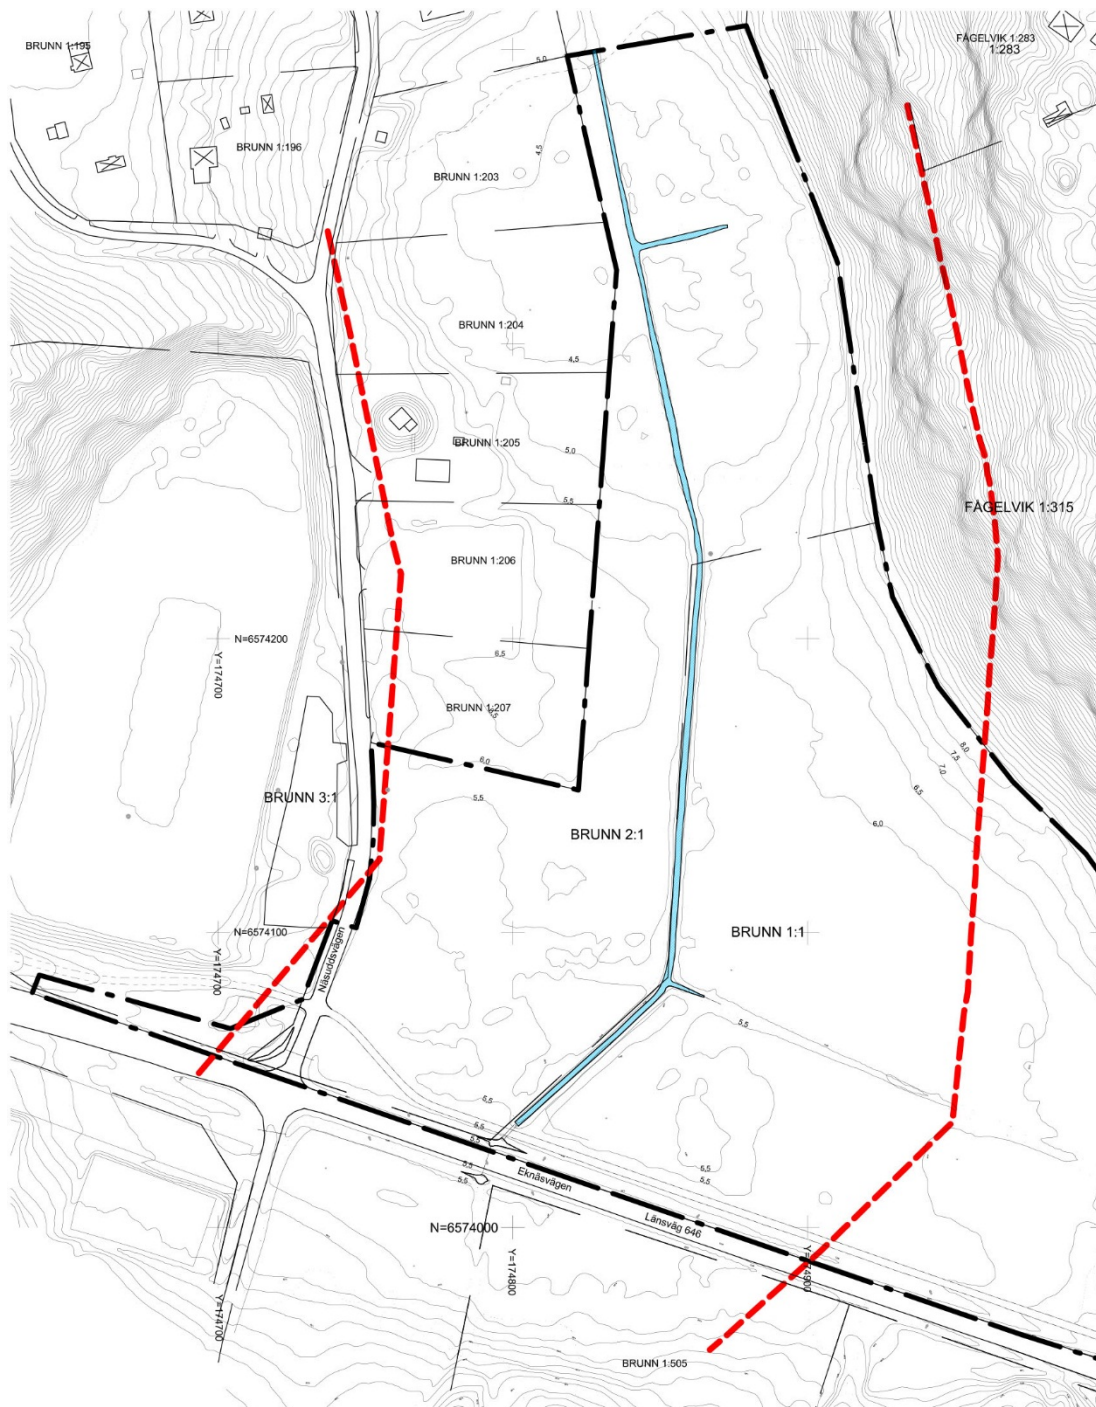 BRUNN 1:195
FÅGELVIK 1:283
1:283
5,0
BRUNN 1:196
4,5
BRUNN 1:203
BRUNN 1:204
4,5
BRUNN 1:205
5,0
5,5
FÅGELVIK 1:315
BRUNN 1:206
N=6574200
Y=174700
6,5
BRUNN 1:207
6,5
6,0
8,0
7,5
7,0
6,5
5,5
BRUNN 3:1
6,0
BRUNN 2:1
N=6574100
BRUNN 1:1
Näsuddsvägen
Y=174700
5,5
5,5
5,5
5,5
5,5
5,5
5,5
5,5
Eknäsvägen
Länsväg 646
N=6574000
Y=174800
Y=174900
Y=174700
BRUNN 1:505